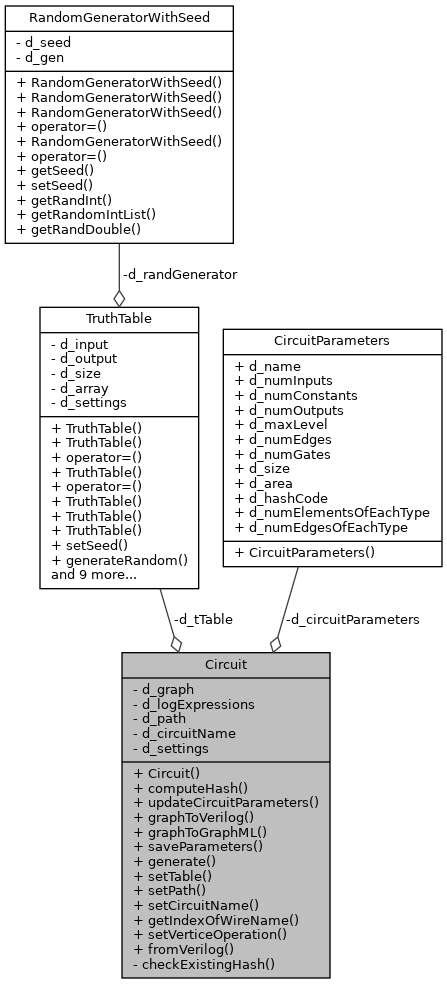 RandomGeneratorWithSeed
- d_seed
- d_gen
+ RandomGeneratorWithSeed()
+ RandomGeneratorWithSeed()
+ RandomGeneratorWithSeed()
+ operator=()
+ RandomGeneratorWithSeed()
+ operator=()
+ getSeed()
+ setSeed()
+ getRandInt()
+ getRandomIntList()
+ getRandDouble()
-d_randGenerator
TruthTable
- d_input
- d_output
- d_size
- d_array
- d_settings
+ TruthTable()
+ TruthTable()
+ operator=()
+ TruthTable()
+ operator=()
+ TruthTable()
+ TruthTable()
+ TruthTable()
+ setSeed()
+ generateRandom()
and 9 more...
CircuitParameters
+ d_name
+ d_numInputs
+ d_numConstants
+ d_numOutputs
+ d_maxLevel
+ d_numEdges
+ d_numGates
+ d_size
+ d_area
+ d_hashCode
+ d_numElementsOfEachType
+ d_numEdgesOfEachType
+ CircuitParameters()
-d_tTable
-d_circuitParameters
Circuit
- d_graph
- d_logExpressions
- d_path
- d_circuitName
- d_settings
+ Circuit()
+ computeHash()
+ updateCircuitParameters()
+ graphToVerilog()
+ graphToGraphML()
+ saveParameters()
+ generate()
+ setTable()
+ setPath()
+ setCircuitName()
+ getIndexOfWireName()
+ setVerticeOperation()
+ fromVerilog()
- checkExistingHash()